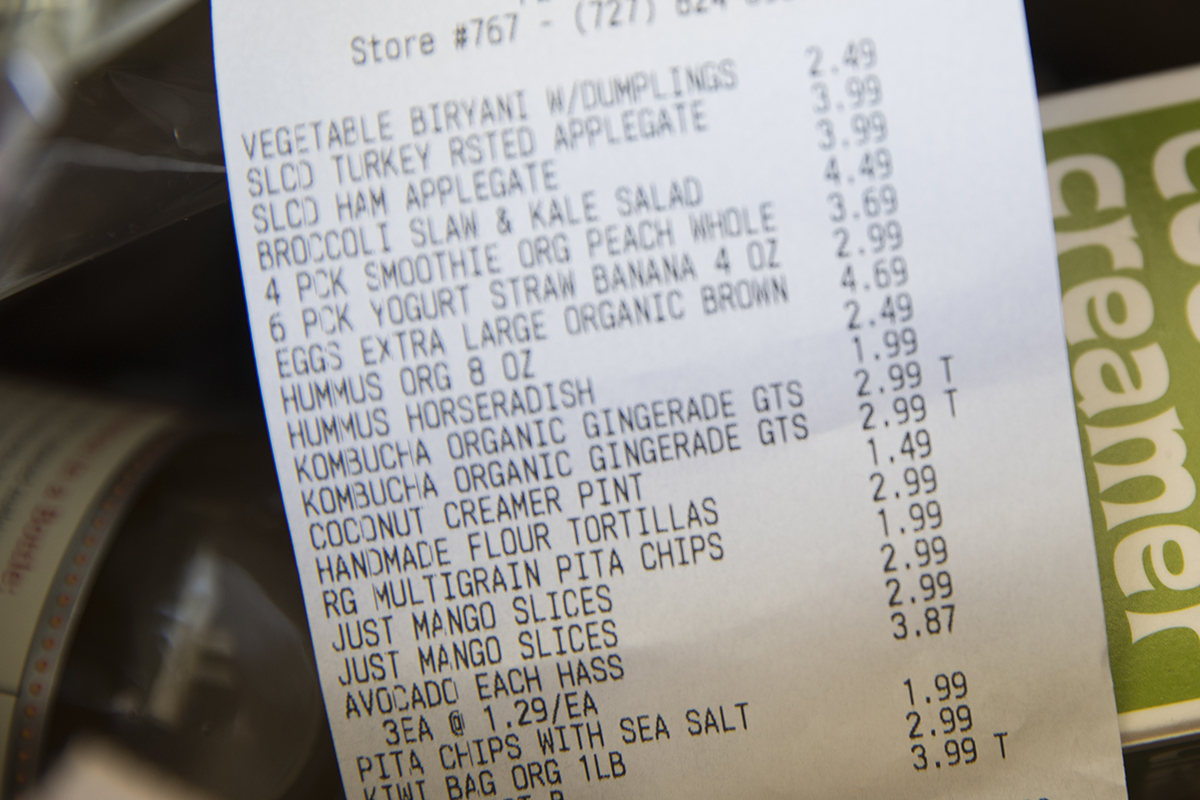 Store #767 - (727)
VEGETABLE BIRYANI W/DUMPLINGS 2.49
SLCD TURKEY RSTED APPLEGATE 3.99
SLCD HAM APPLEGATE 3.99
BROCCOLI SLAW & KALE SALAD 4.49
4 PCK SMOOTHIE ORG PEACH WHOLE 3.69
6 PCK YOGURT STRAW BANANA 4 OZ 2.99
EGGS EXTRA LARGE ORGANIC BROWN 4.69
HUMMUS ORG 8 OZ 2.49
HUMMUS HORSERADISH 1.99
KOMBUCHA ORGANIC GINGERADE GTS 2.99 T
KOMBUCHA ORGANIC GINGERADE GTS 2.99 T
COCONUT CREAMER PINT 1.49
HANDMADE FLOUR TORTILLAS 2.99
RG MULTIGRAIN PITA CHIPS 1.99
JUST MANGO SLICES 2.99
JUST MANGO SLICES 2.99
AVOCADO EACH HASS 3.87
3EA @ 1.29/EA
PITA CHIPS WITH SEA SALT 1.99
KIWI BAG ORG 1LB 2.99
3.99 T
creamer